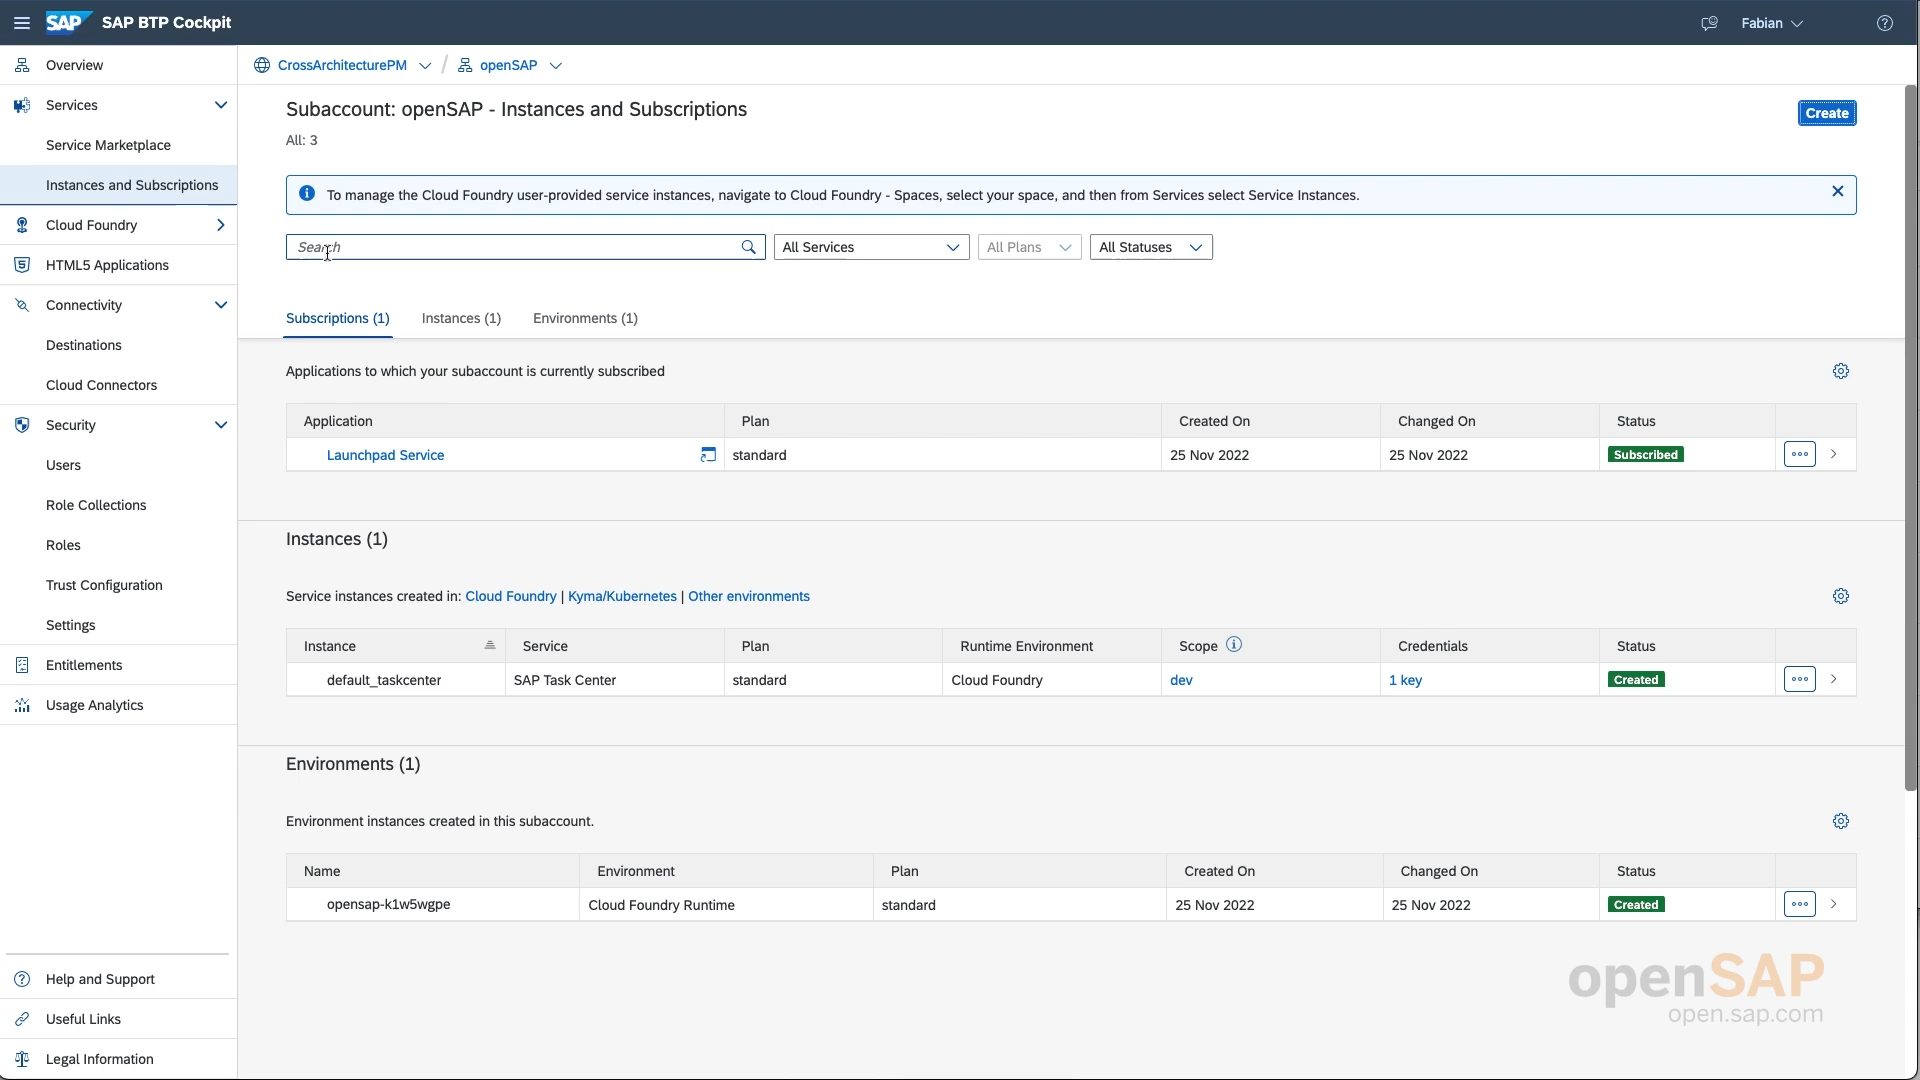 SAP SAP BTP Cockpit Fabian
Overview
Services
Service Marketplace
Instances and Subscriptions
Cloud Foundry
HTML5 Applications
Connectivity
Destinations
Cloud Connectors
Security
Users
Role Collections
Roles
Trust Configuration
Settings
Entitlements
Usage Analytics
Help and Support
Useful Links
Legal Information
CrossArchitecturePM / openSAP
Subaccount: openSAP - Instances and Subscriptions
Create
All: 3
To manage the Cloud Foundry user-provided service instances, navigate to Cloud Foundry - Spaces, select your space, and then from Services select Service Instances.
Search All Services All Plans All Statuses
Subscriptions (1) Instances (1) Environments (1)
Applications to which your subaccount is currently subscribed
Application Plan Created On Changed On Status
Launchpad Service standard 25 Nov 2022 25 Nov 2022 Subscribed
Instances (1)
Service instances created in: Cloud Foundry | Kyma/Kubernetes | Other environments
Instance Service Plan Runtime Environment Scope Credentials Status
default_taskcenter SAP Task Center standard Cloud Foundry dev 1 key Created
Environments (1)
Environment instances created in this subaccount.
Name Environment Plan Created On Changed On Status
opensap-k1w5wgpe Cloud Foundry Runtime standard 25 Nov 2022 25 Nov 2022 Created
openSAP
open.sap.com